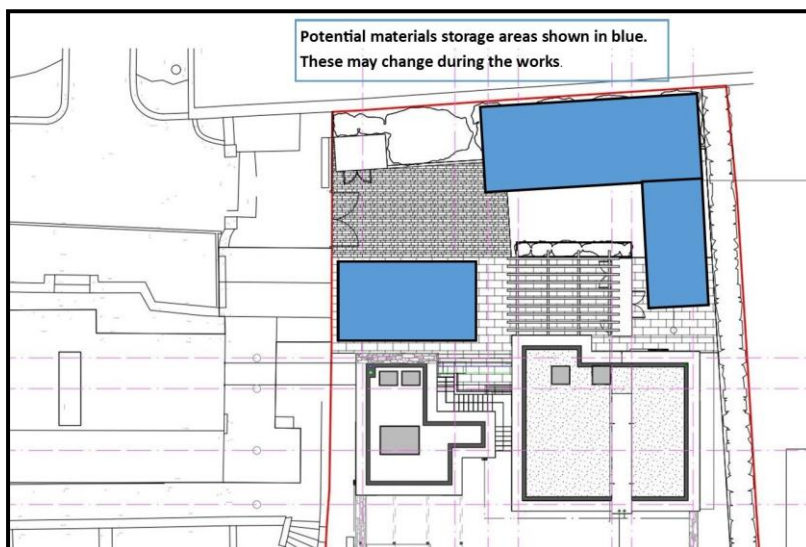 Potential materials storage areas shown in blue.
These may change during the works.